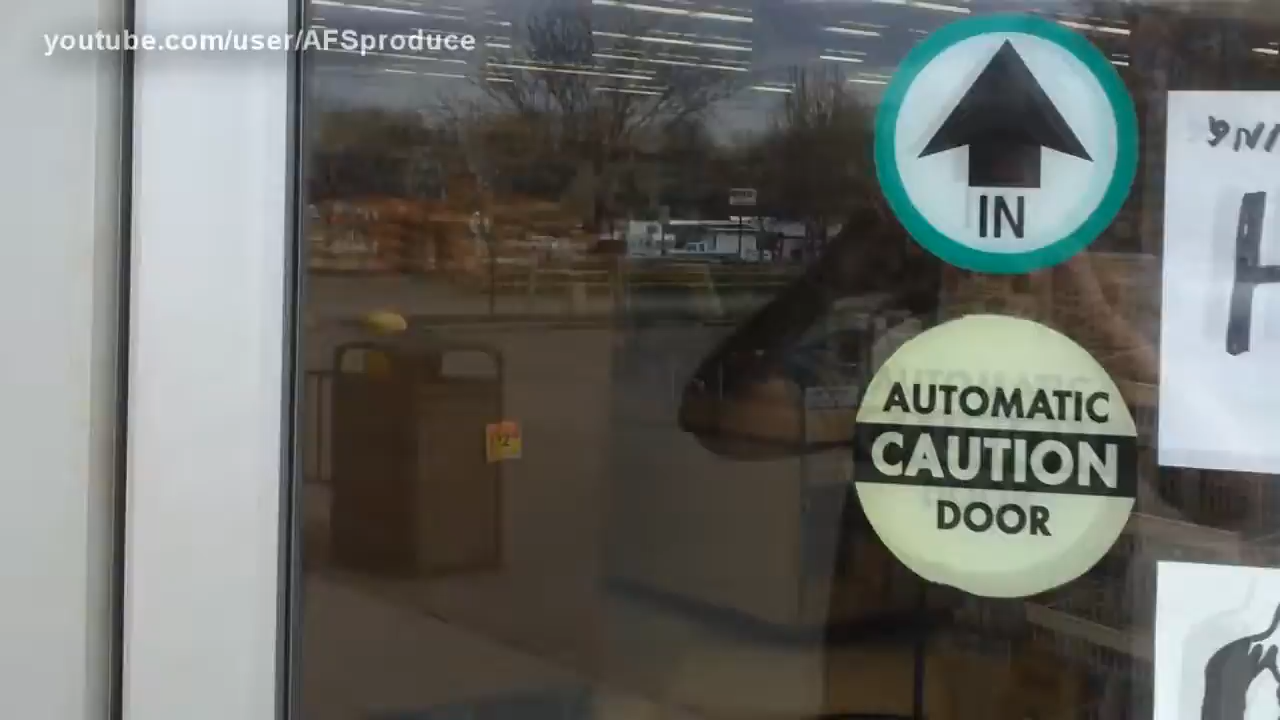 youtube.com/user/AFSproduce
IN
AUTOMATIC
CAUTION
DOOR
H